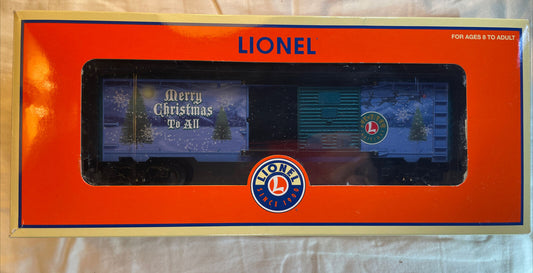 LIONEL
FOR AGES 8 TO ADULT
Merry
Christmas
To All
L
LIONEL
L
SINCE 1900